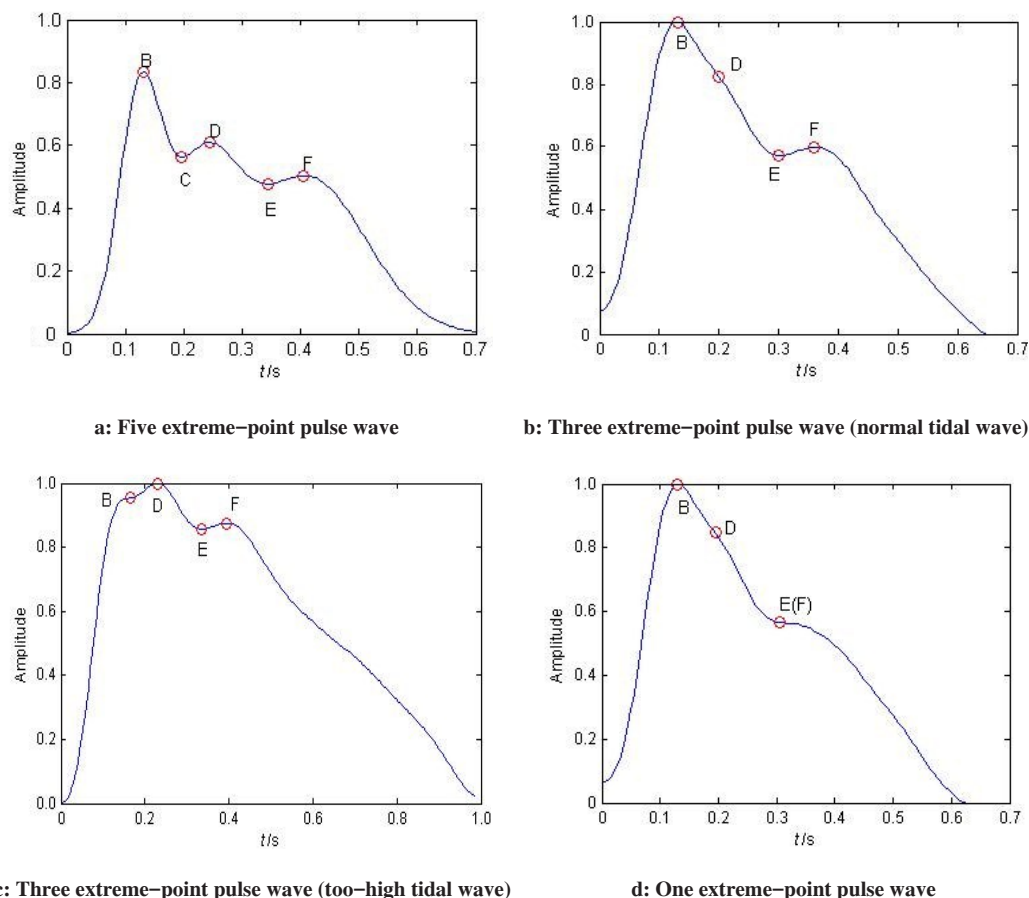 1.0
0.8
0.6
0.4
0.2
0
Amplitude
B
C
D
E
F
0 0.1 0.2 0.3 0.4 0.5 0.6 0.7
t/s
a: Five extreme−point pulse wave
1.0
0.8
0.6
0.4
0.2
0
Amplitude
B
D
E
F
0 0.1 0.2 0.3 0.4 0.5 0.6 0.7
t/s
b: Three extreme−point pulse wave (normal tidal wave)
1.0
0.8
0.6
0.4
0.2
0.0
Amplitude
B
D
E
F
0 0.2 0.4 0.6 0.8 1.0
t/s
c: Three extreme−point pulse wave (too−high tidal wave)
1.0
0.8
0.6
0.4
0.2
0.0
Amplitude
B
D
E(F)
0 0.1 0.2 0.3 0.4 0.5 0.6 0.7
t/s
d: One extreme−point pulse wave